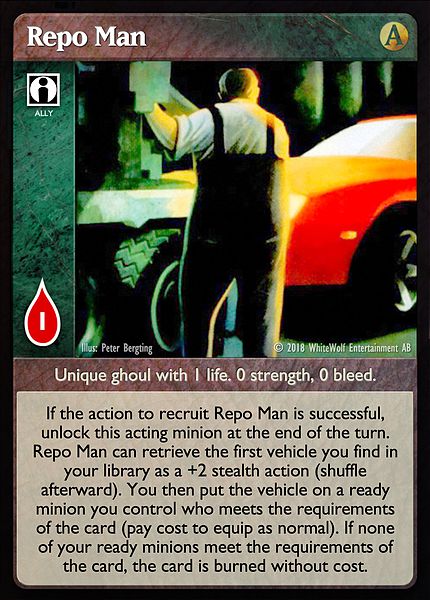 Repo Man
A
ALLY
1
Illus: Peter Bergting
© 2018 WhiteWolf Entertainment AB
Unique ghoul with 1 life. 0 strength, 0 bleed.
If the action to recruit Repo Man is successful,
unlock this acting minion at the end of the turn.
Repo Man can retrieve the first vehicle you find in
your library as a +2 stealth action (shuffle
afterward). You then put the vehicle on a ready
minion you control who meets the requirements
of the card (pay cost to equip as normal). If none
of your ready minions meet the requirements of
the card, the card is burned without cost.